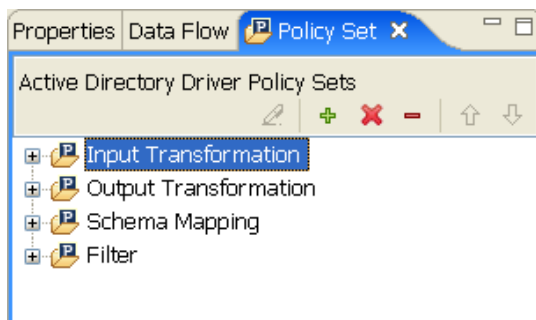 Properties Data Flow Policy Set
Active Directory Driver Policy Sets
Input Transformation
Output Transformation
Schema Mapping
Filter